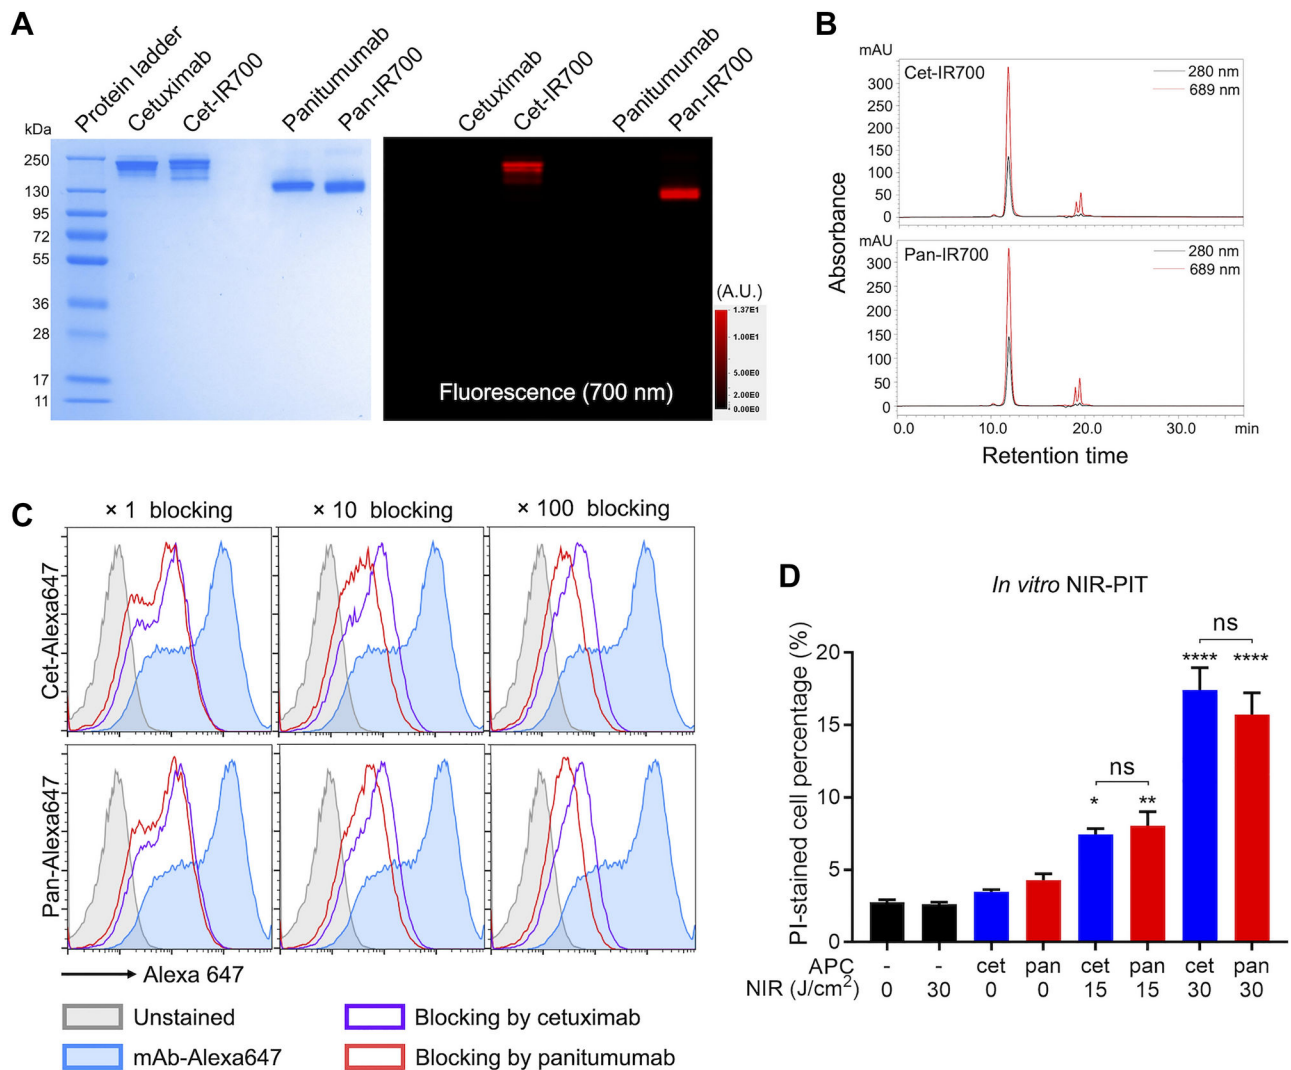 A
Protein ladder
Cetuximab
Cet-IR700
Panitumumab
Pan-IR700
Cetuximab
Cet-IR700
Panitumumab
Pan-IR700
kDa
250
130
95
72
55
36
28
17
11
Fluorescence (700 nm)
(A.U.)
1.37E1
1.00E1
5.00E0
2.00E0
0.00E0
B
mAU
Cet-IR700
280 nm
689 nm
300
250
200
150
100
50
0
mAU
Pan-IR700
280 nm
689 nm
300
250
200
150
100
50
0
Absorbance
0.0 10.0 20.0 30.0 min
Retention time
C
× 1 blocking
× 10 blocking
× 100 blocking
Cet-Alexa647
Pan-Alexa647
Alexa 647
Unstained
mAb-Alexa647
Blocking by cetuximab
Blocking by panitumumab
D
In vitro NIR-PIT
PI-stained cell percentage (%)
20
15
10
5
0
ns
**** ****
ns
* **
APC - - cet pan cet pan cet pan
NIR (J/cm²) 0 30 0 0 15 15 30 30